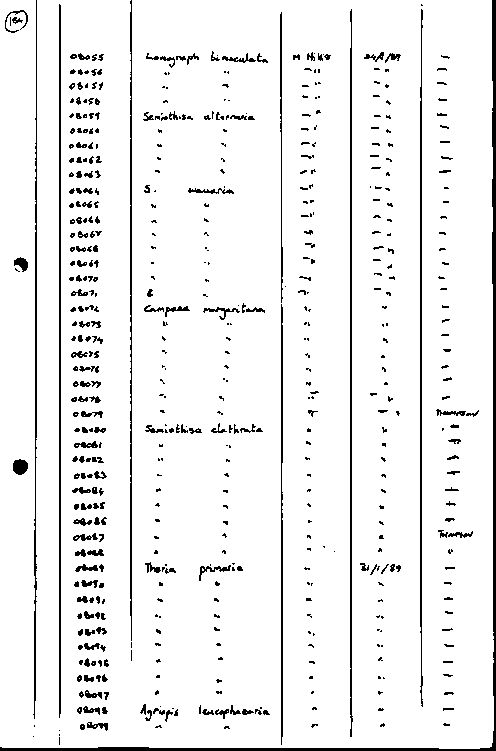 184
08055 Lomograph bimaculata M Hiks 24/1/89 —
08056 " " " " —
08057 " " " " —
08058 " " " " —
08059 Semiothisa alternaria " " —
08060 " " " " —
08061 " " " " —
08062 " " " " —
08063 " " " " —
08064 S. wauaria " " —
08065 " " " " —
08066 " " " " —
08067 " " " " —
08068 " " " " —
08069 " " " " —
08070 " " " " —
08071 " " " " —
08072 Campaea margaritana " " —
08073 " " " " —
08074 " " " " —
08075 " " " " —
08076 " " " " —
08077 " " " " —
08078 " " " " —
08079 " " " " THOMPSON
08080 Semiothisa clathrata " " "
08081 " " " " "
08082 " " " " "
08083 " " " " "
08084 " " " " "
08085 " " " " "
08086 " " " " "
08087 " " " " THOMPSON
08088 " " " " "
08089 Theria primaria " 31/1/89 —
08090 " " " " —
08091 " " " " —
08092 " " " " —
08093 " " " " —
08094 " " " " —
08095 " " " " —
08096 " " " " —
08097 " " " " —
08098 Agriopis leucophaearia " " —
08099 " " " " —